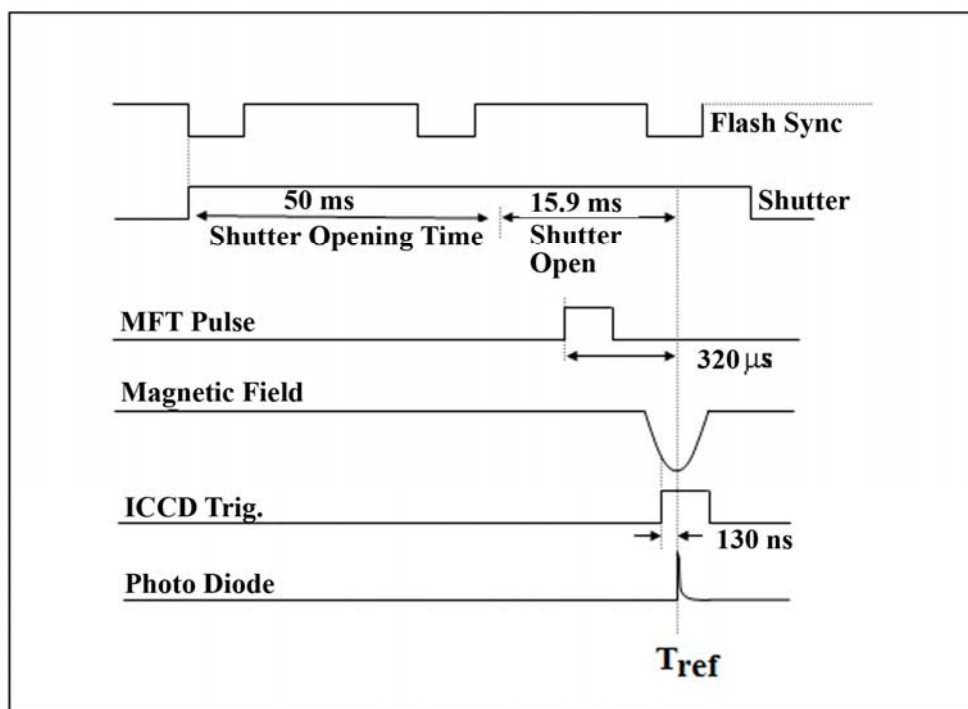 Flash Sync
Shutter
50 ms
Shutter Opening Time
15.9 ms
Shutter
Open
MFT Pulse
320 μs
Magnetic Field
ICCD Trig.
130 ns
Photo Diode
Tref